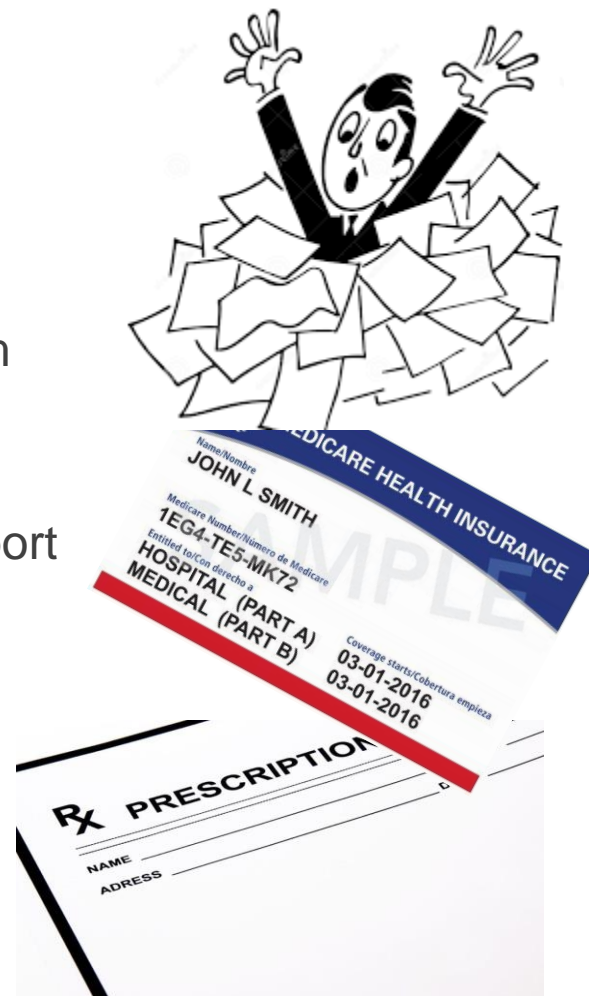 n
ort
MEDICARE HEALTH INSURANCE
Name/Nombre
JOHN L SMITH
Medicare Number/Número de Medicare
1EG4-TE5-MK72
Entitled to/Con derecho a
HOSPITAL (PART A)
MEDICAL (PART B)
Coverage starts/Cobertura empieza
03-01-2016
03-01-2016
SAMPLE
Rx PRESCRIPTION
NAME
ADRESS
D